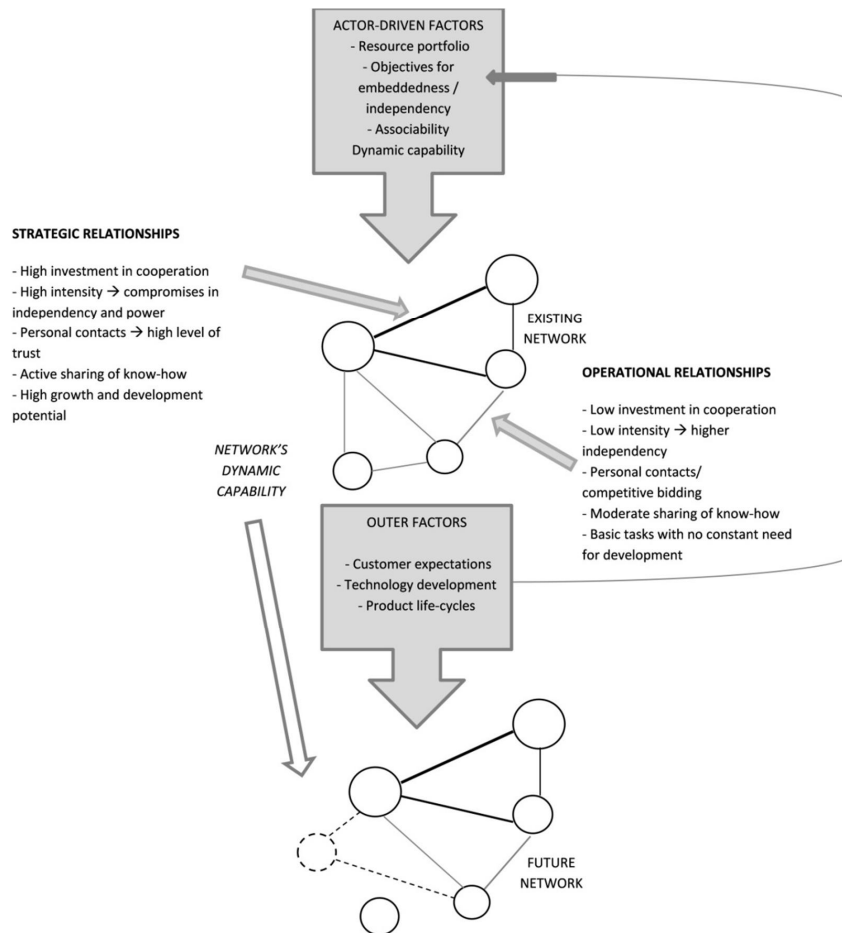 ACTOR-DRIVEN FACTORS
- Resource portfolio
- Objectives for
embeddedness /
independency
- Associability
Dynamic capability
STRATEGIC RELATIONSHIPS
- High investment in cooperation
- High intensity → compromises in
independency and power
- Personal contacts → high level of
trust
- Active sharing of know-how
- High growth and development
potential
EXISTING
NETWORK
OPERATIONAL RELATIONSHIPS
- Low investment in cooperation
- Low intensity → higher
independency
- Personal contacts/
competitive bidding
- Moderate sharing of know-how
- Basic tasks with no constant need
for development
NETWORK'S
DYNAMIC
CAPABILITY
OUTER FACTORS
- Customer expectations
- Technology development
- Product life-cycles
FUTURE
NETWORK